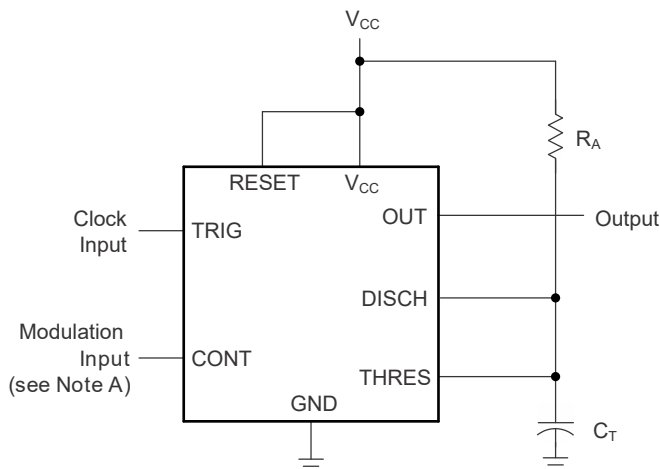 VCC
RA
RESET
VCC
OUT
Output
Clock
Input
TRIG
DISCH
Modulation
Input
(see Note A)
CONT
THRES
GND
CT